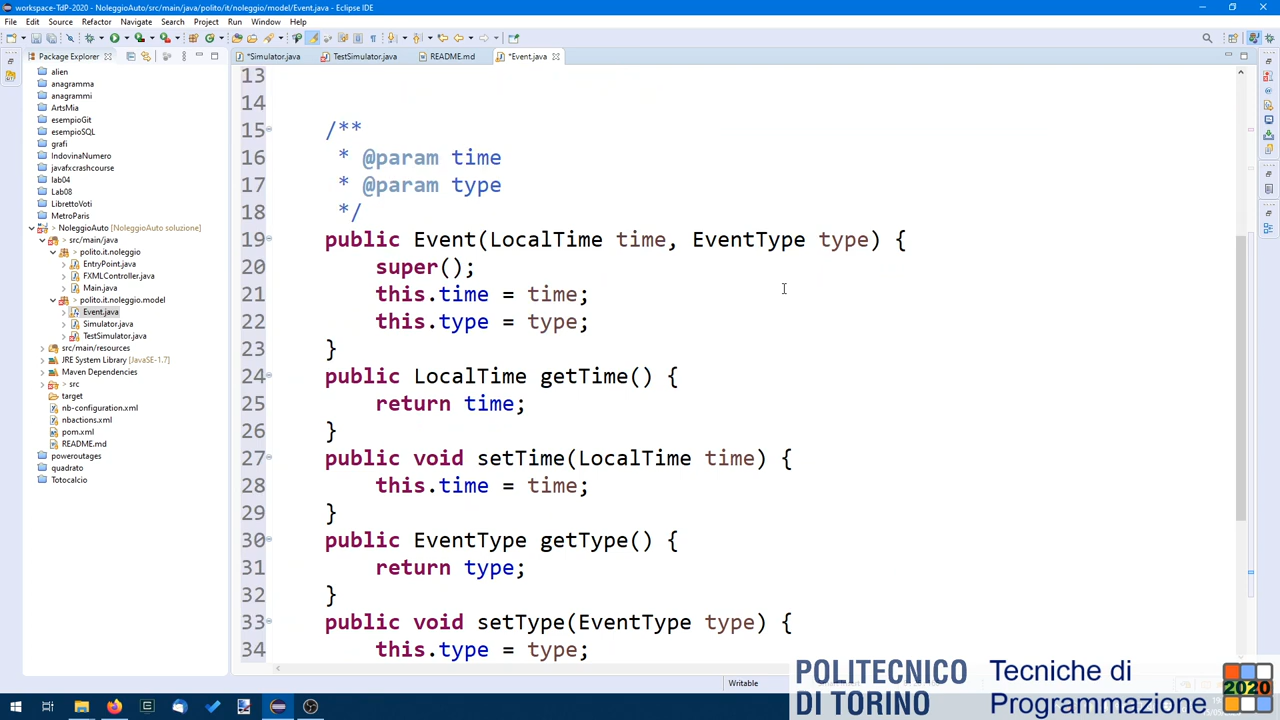 workspace-TdP-2020 - NoleggioAuto/src/main/java/polito/it/noleggio/model/Event.java - Eclipse IDE
File Edit Source Refactor Navigate Search Project Run Window Help
Package Explorer
*Simulator.java
TestSimulator.java
README.md
*Event.java
alien
anagramma
anagrammi
ArtsMia
esempioGit
esempioSQL
grafi
IndovinaNumero
javafxcrashcourse
lab04
Lab08
LibrettoVoti
MetroParis
NoleggioAuto [NoleggioAuto soluzione]
src/main/java
> polito.it.noleggio
EntryPoint.java
FXMLController.java
Main.java
> polito.it.noleggio.model
Event.java
Simulator.java
TestSimulator.java
src/main/resources
JRE System Library [JavaSE-1.7]
Maven Dependencies
> src
target
nb-configuration.xml
nbactions.xml
pom.xml
README.md
poweroutages
quadrato
Totocalcio
13
14
15 /**
16 * @param time
17 * @param type
18 */
19 public Event(LocalTime time, EventType type) {
20 super();
21 this.time = time;
22 this.type = type;
23 }
24 public LocalTime getTime() {
25 return time;
26 }
27 public void setTime(LocalTime time) {
28 this.time = time;
29 }
30 public EventType getType() {
31 return type;
32 }
33 public void setType(EventType type) {
34 this.type = type;
Writable
POLITECNICO
DI TORINO
Tecniche di
Programmazione
2020